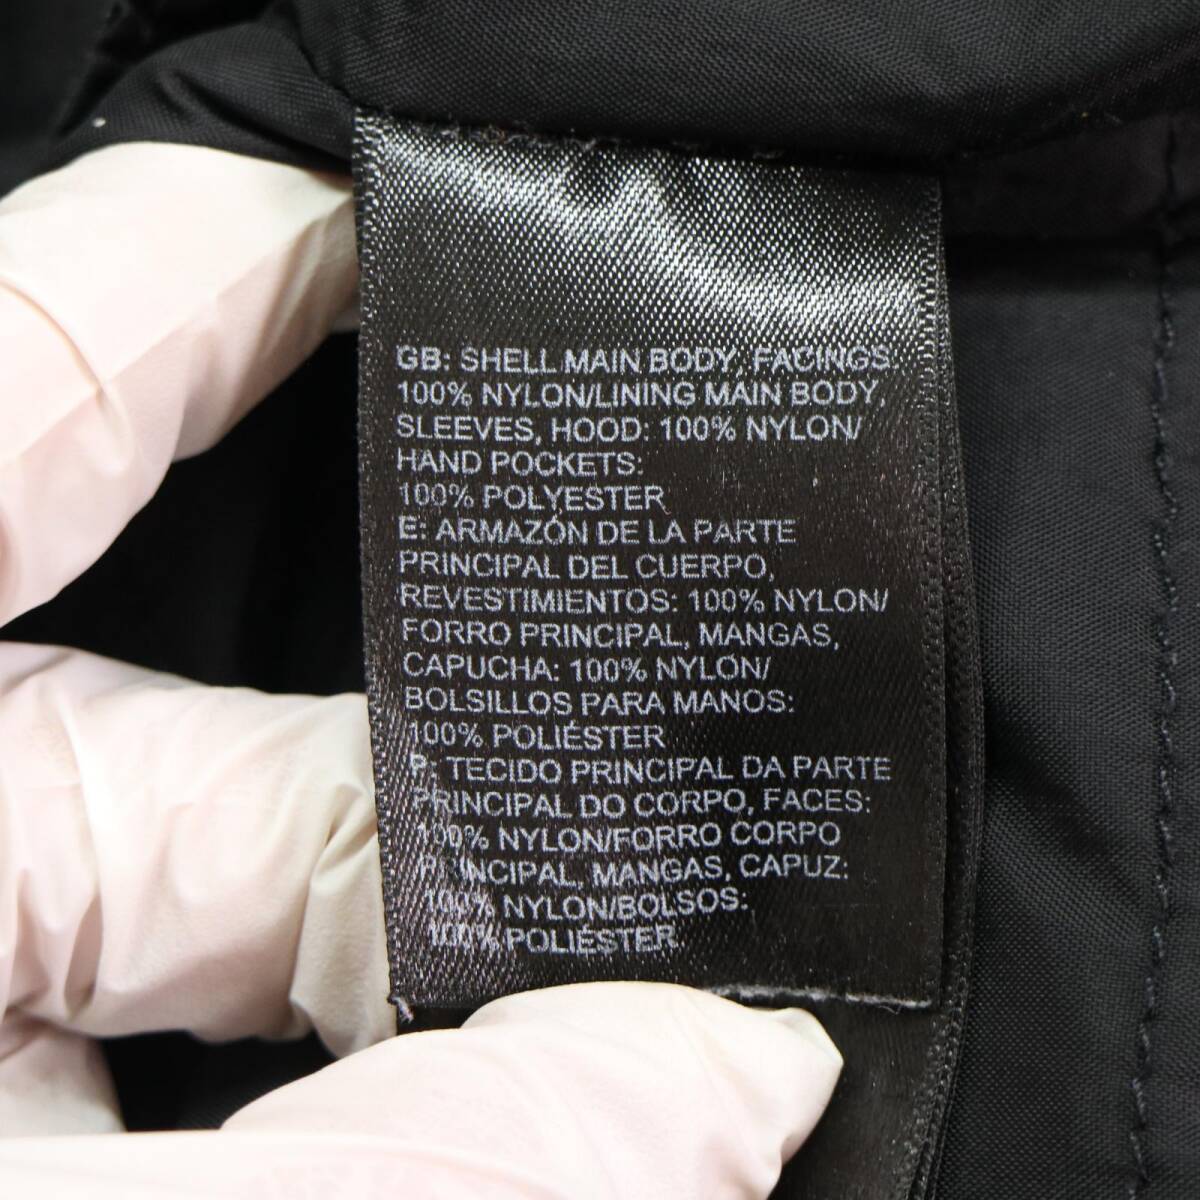 GB: SHELL MAIN BODY, FACINGS
100% NYLON/LINING MAIN BODY,
SLEEVES, HOOD: 100% NYLON/
HAND POCKETS:
100% POLYESTER
E: ARMAZÓN DE LA PARTE
PRINCIPAL DEL CUERPO,
REVESTIMIENTOS: 100% NYLON/
FORRO PRINCIPAL, MANGAS,
CAPUCHA: 100% NYLON/
BOLSILLOS PARA MANOS:
100% POLIÉSTER
P: TECIDO PRINCIPAL DA PARTE
PRINCIPAL DO CORPO, FACES:
100% NYLON/FORRO CORPO
PRINCIPAL, MANGAS, CAPUZ:
100% NYLON/BOLSOS:
100% POLIÉSTER